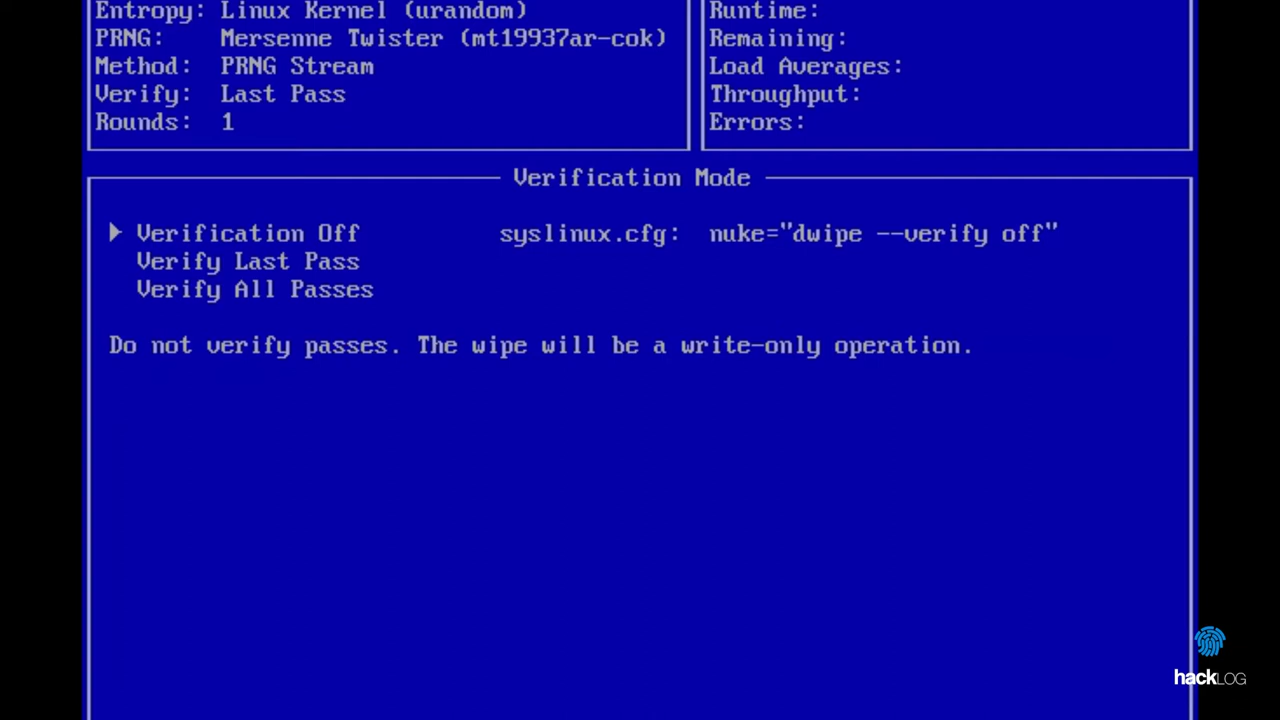 Entropy: Linux Kernel (urandom)
PRNG: Mersenne Twister (mt19937ar-cok)
Method: PRNG Stream
Verify: Last Pass
Rounds: 1
Runtime:
Remaining:
Load Averages:
Throughput:
Errors:
Verification Mode
Verification Off syslinux.cfg: nuke="dwipe --verify off"
Verify Last Pass
Verify All Passes
Do not verify passes. The wipe will be a write-only operation.
hackLOG